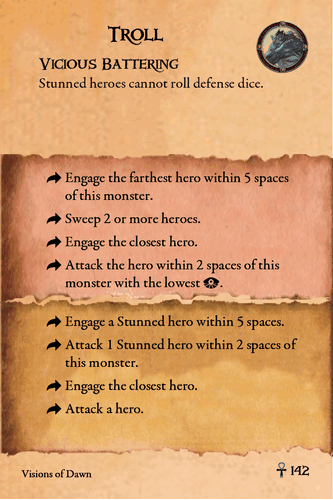 Troll
Vicious Battering
Stunned heroes cannot roll defense dice.
Engage the farthest hero within 5 spaces
of this monster.
Sweep 2 or more heroes.
Engage the closest hero.
Attack the hero within 2 spaces of this
monster with the lowest .
Engage a Stunned hero within 5 spaces.
Attack 1 Stunned hero within 2 spaces of
this monster.
Engage the closest hero.
Attack a hero.
Visions of Dawn
142